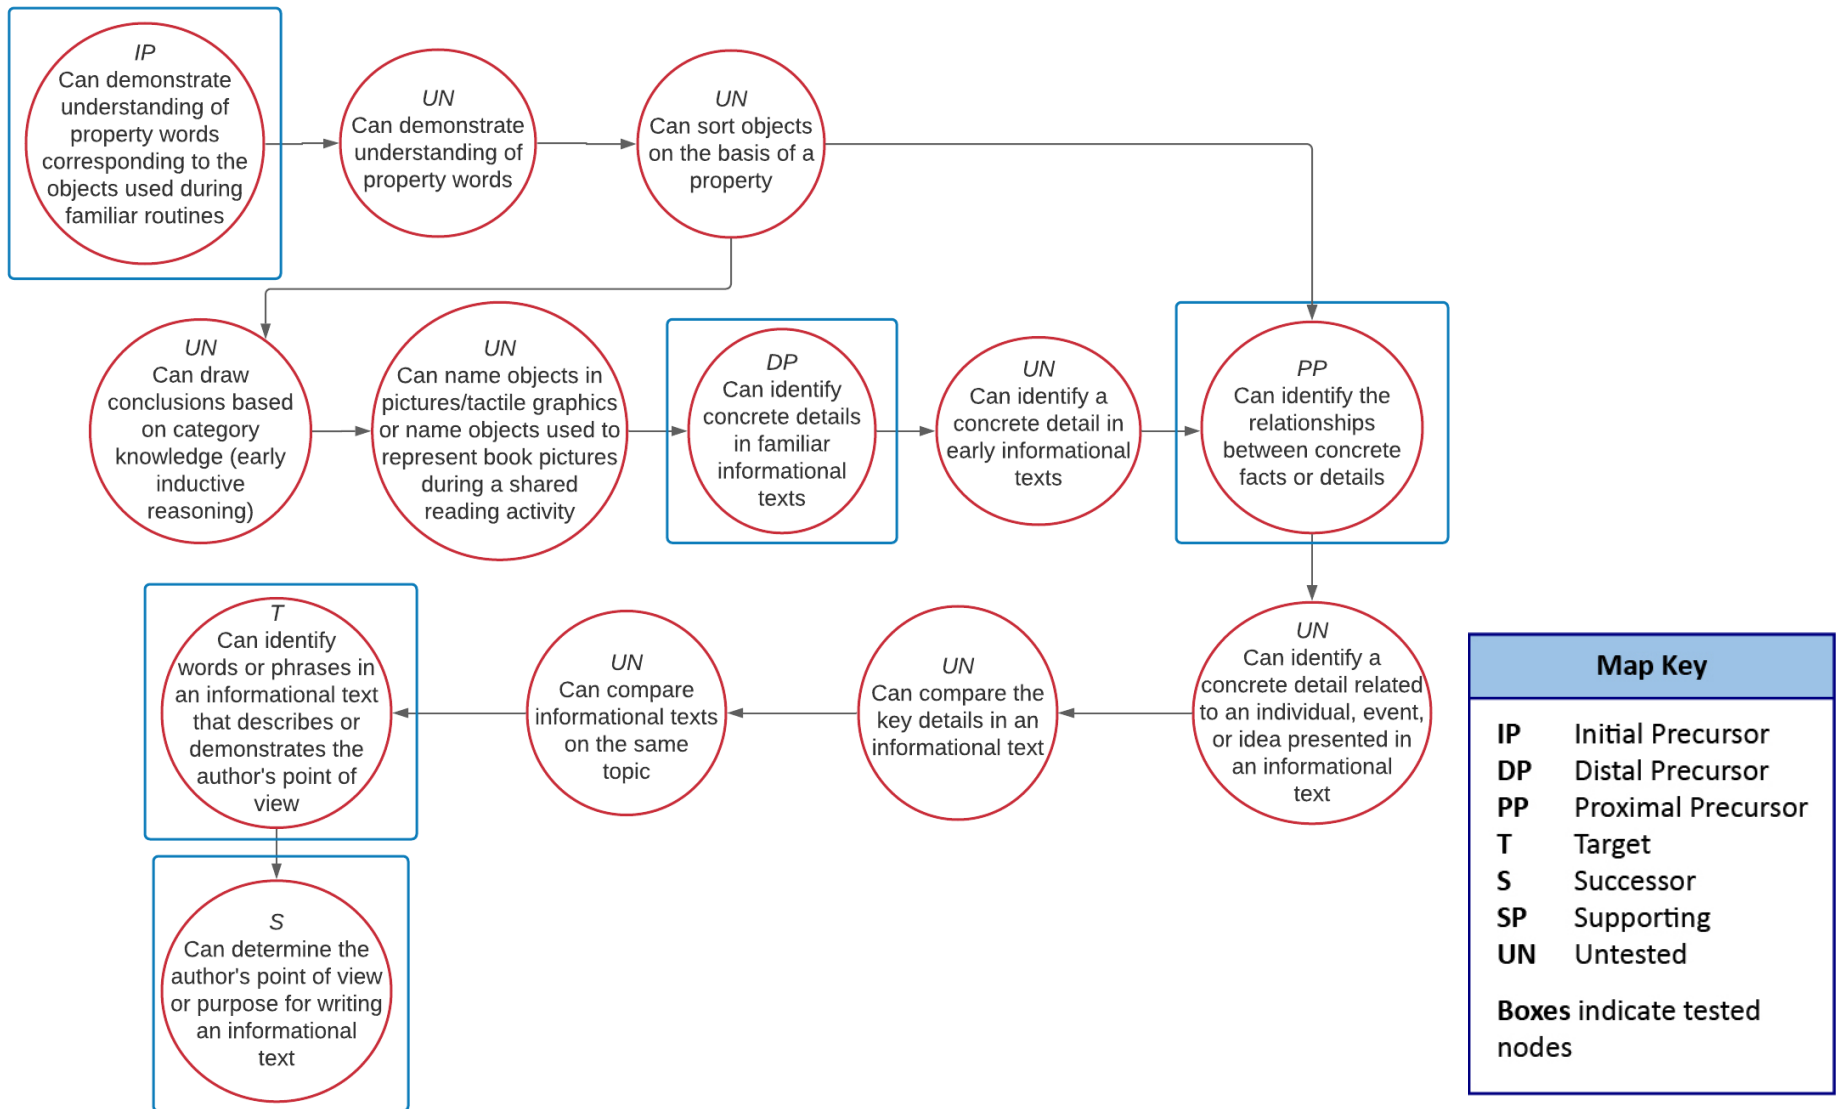 IP
Can demonstrate
understanding of
property words
corresponding to the
objects used during
familiar routines
UN
Can demonstrate
understanding of
property words
UN
Can sort objects
on the basis of a
property
UN
Can draw
conclusions based
on category
knowledge (early
inductive
reasoning)
UN
Can name objects in
pictures/tactile graphics
or name objects used to
represent book pictures
during a shared
reading activity
DP
Can identify
concrete details
in familiar
informational
texts
UN
Can identify a
concrete detail in
early informational
texts
PP
Can identify the
relationships
between concrete
facts or details
T
Can identify
words or phrases in
an informational text
that describes or
demonstrates the
author's point of
view
UN
Can compare
informational texts
on the same
topic
UN
Can compare the
key details in an
informational text
UN
Can identify a
concrete detail related
to an individual, event,
or idea presented in
an informational
text
S
Can determine the
author's point of view
or purpose for writing
an informational
text
Map Key
IP Initial Precursor
DP Distal Precursor
PP Proximal Precursor
T Target
S Successor
SP Supporting
UN Untested
Boxes indicate tested
nodes